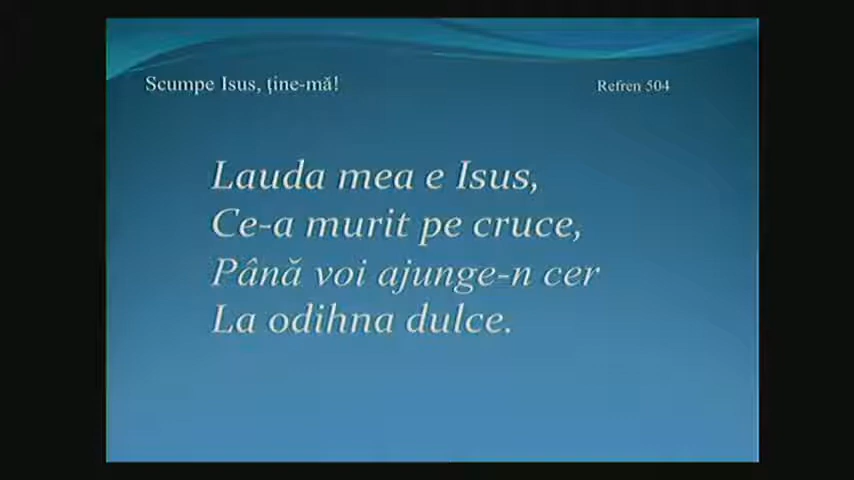 Scumpe Isus, ţine-mă!
Refren 504
Lauda mea e Isus,
Ce-a murit pe cruce,
Până voi ajunge-n cer
La odihna dulce.